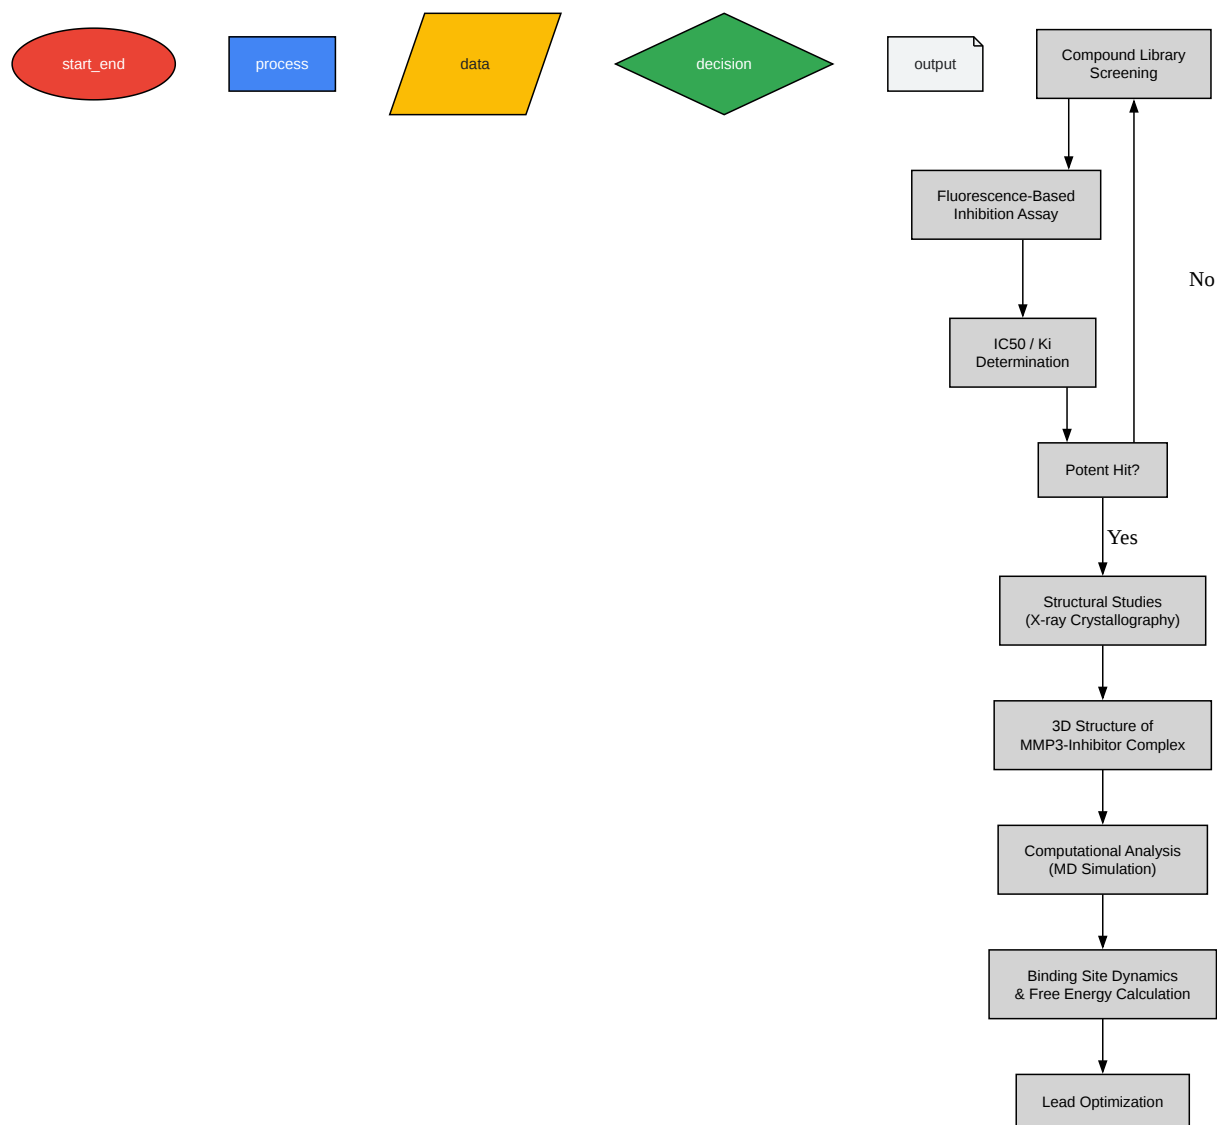 start_end
process
data
decision
output
Compound Library
Screening
Fluorescence-Based
Inhibition Assay
No
IC50 / Ki
Determination
Potent Hit?
Yes
Structural Studies
(X-ray Crystallography)
3D Structure of
MMP3-Inhibitor Complex
Computational Analysis
(MD Simulation)
Binding Site Dynamics
& Free Energy Calculation
Lead Optimization